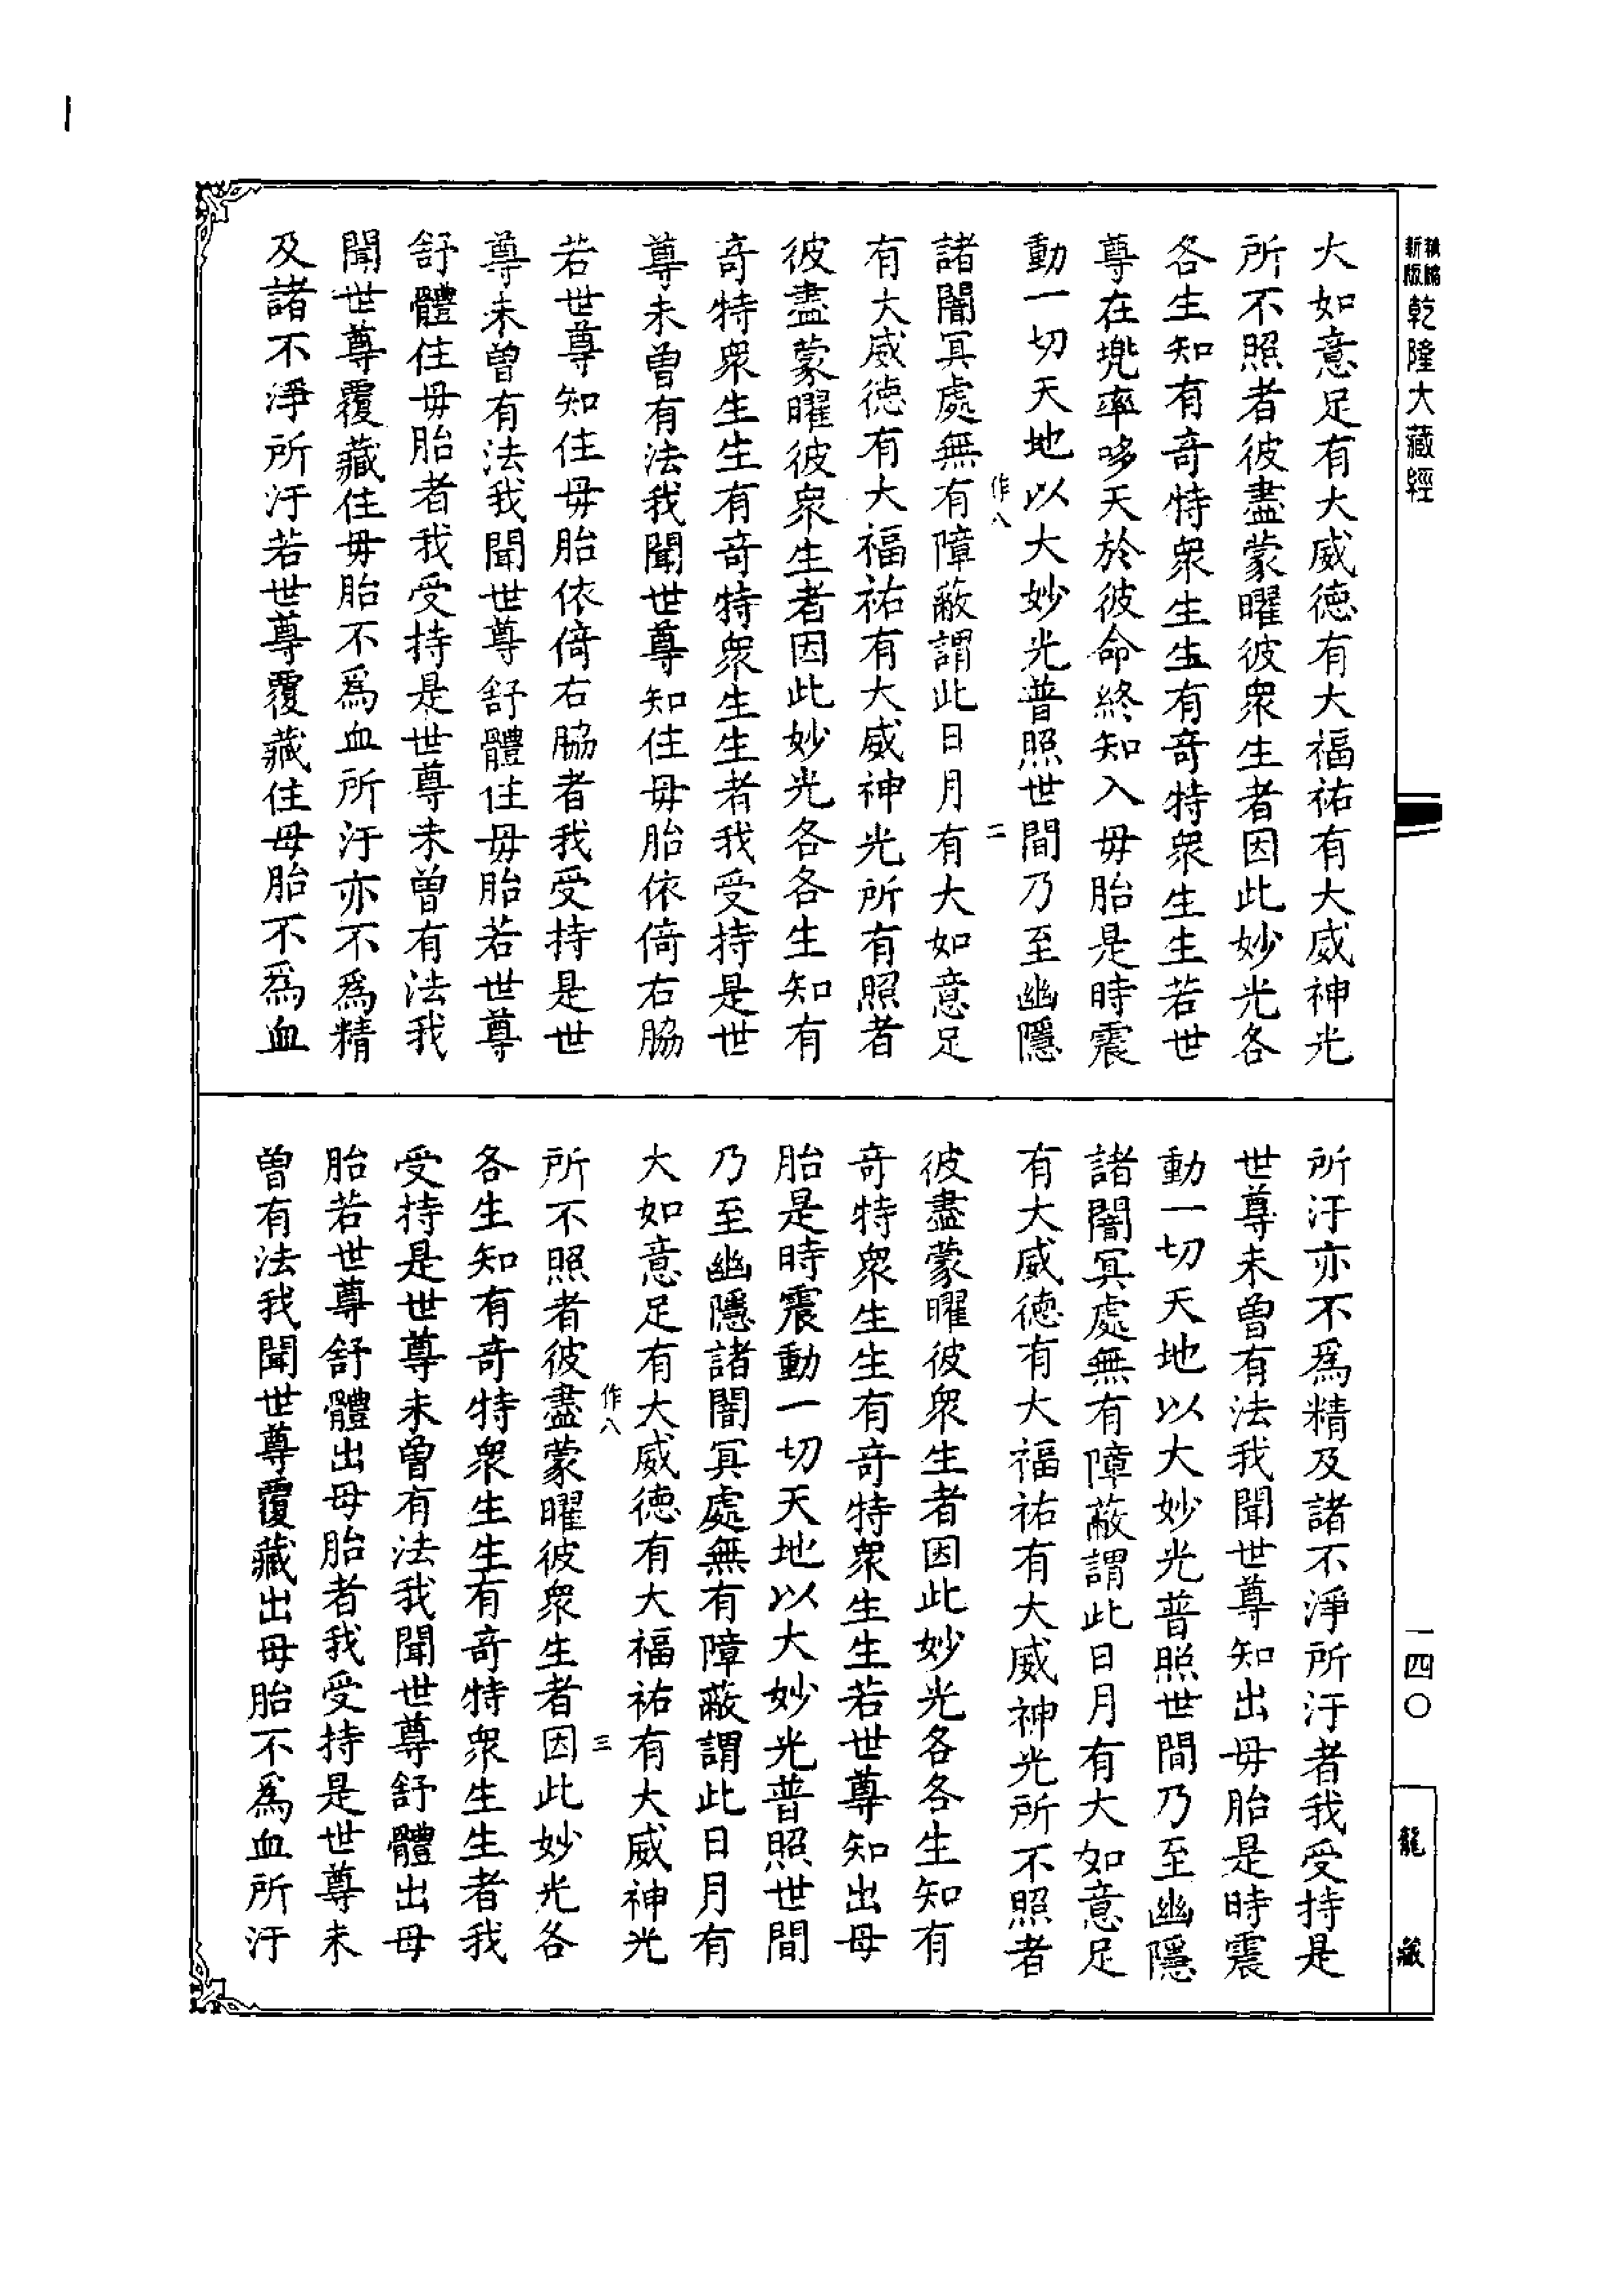 新版
乾隆大藏經
大如意足有大威德有大福祐有大威神光
所不照者彼盡蒙曜彼衆生者因此妙光各
各生知有奇特衆生生有奇特衆生生若世
尊在兠率哆天於彼命終知入母胎是時震
動一切天地以大妙光普照世間乃至幽隱
作八
二
諸闇冥處無有障蔽謂此日月有大如意足
有大威德有大福祐有大威神光所有照者
彼盡蒙曜彼衆生者因此妙光各各生知有
奇特衆生生有奇特衆生生者我受持是世
尊未曾有法我聞世尊知住母胎依倚右脇
若世尊知住母胎依倚右脇者我受持是世
尊未曾有法我聞世尊舒體住母胎若世尊
舒體住母胎者我受持是世尊未曾有法我
聞世尊覆藏住母胎不爲血所汙亦不爲精
及諸不淨所汙若世尊覆藏住母胎不爲血
所汙亦不爲精及諸不淨所汙者我受持是
世尊未曾有法我聞世尊知出母胎是時震
動一切天地以大妙光普照世間乃至幽隱
諸闇冥處無有障蔽謂此日月有大如意足
有大威德有大福祐有大威神光所不照者
彼盡蒙曜彼衆生者因此妙光各各生知有
奇特衆生生有奇特衆生生若世尊知出母
胎是時震動一切天地以大妙光普照世間
乃至幽隱諸闇冥處無有障蔽謂此日月有
大如意足有大威德有大福祐有大威神光
作八
三
所不照者彼盡蒙曜彼衆生者因此妙光各
各生知有奇特衆生生有奇特衆生生者我
受持是世尊未曾有法我聞世尊舒體出母
胎若世尊舒體出母胎者我受持是世尊未
曾有法我聞世尊覆藏出母胎不爲血所汙
一四〇
龍藏